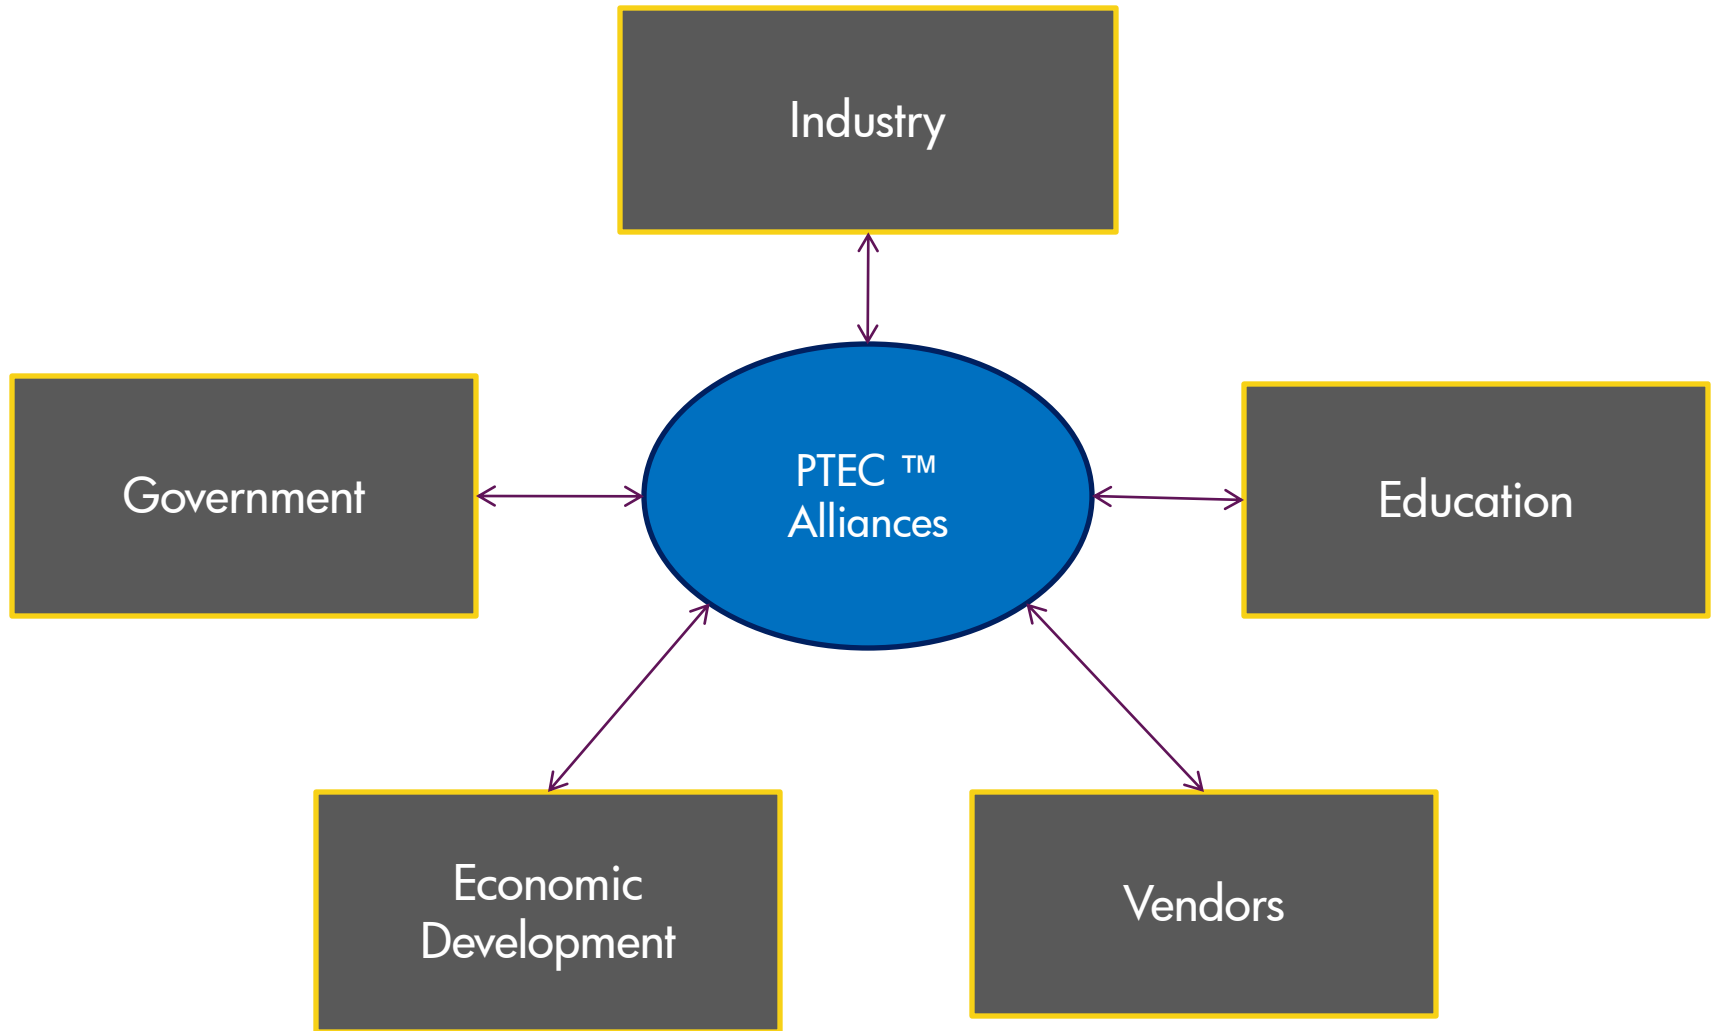 Industry
Government
PTEC ™
Alliances
Education
Economic
Development
Vendors